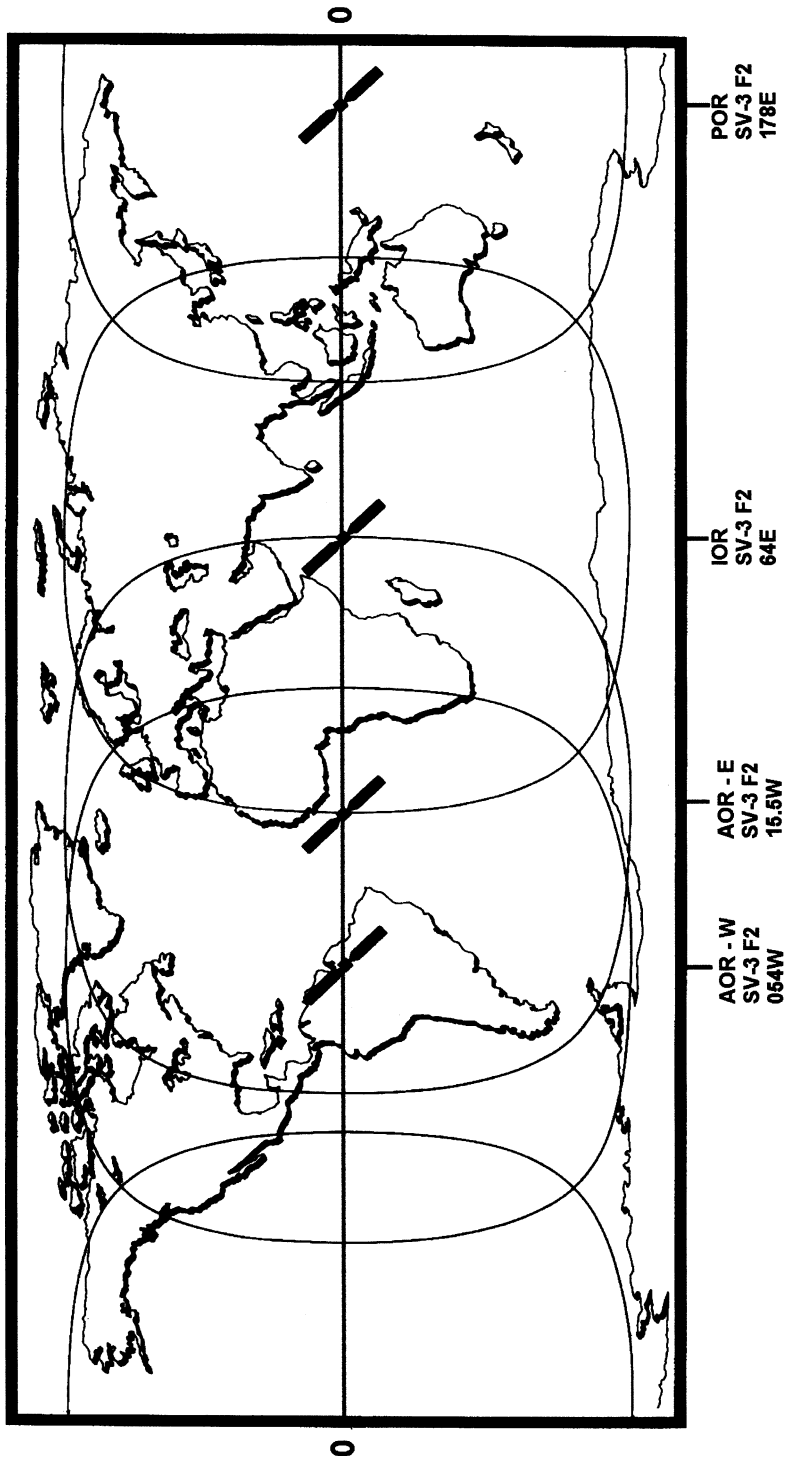 0
0
AOR - W
SV-3 F2
054W
AOR - E
SV-3 F2
15.5W
IOR
SV-3 F2
64E
POR
SV-3 F2
178E